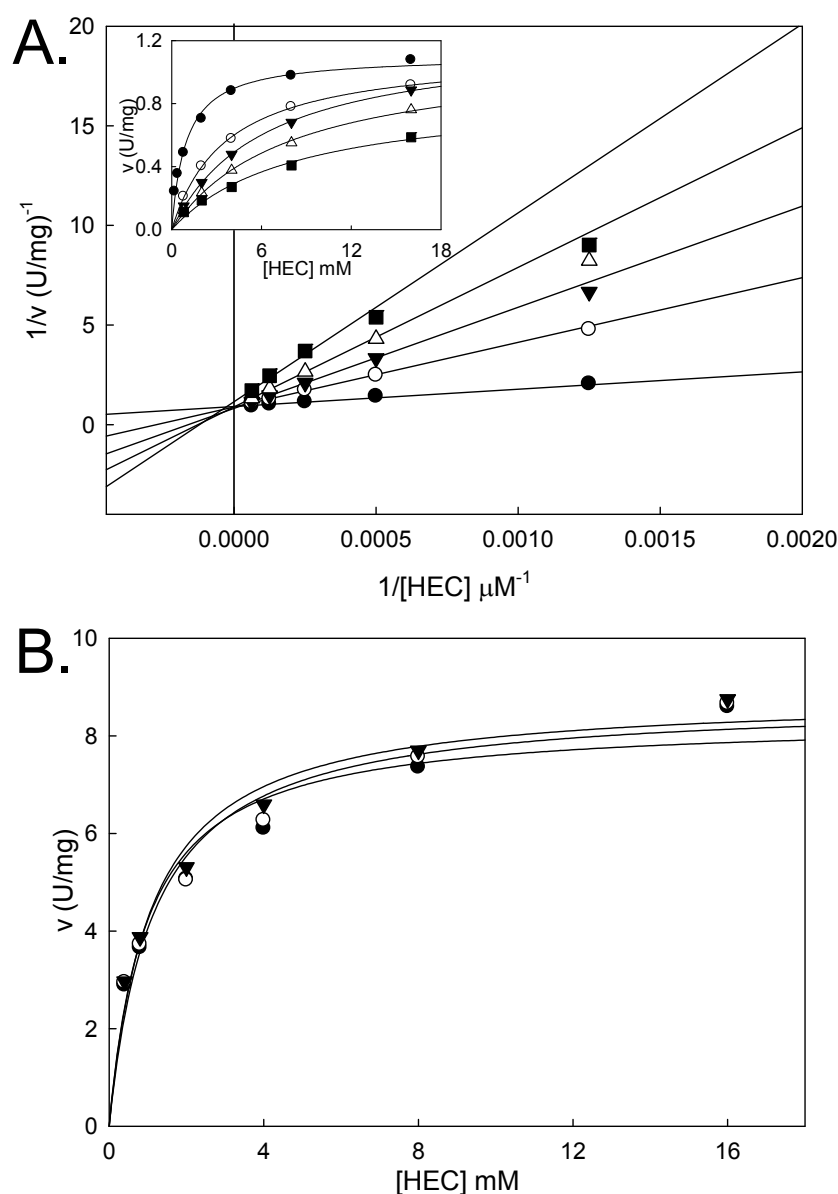 A.
20
15
10
5
0
1/v (U/mg)-1
1.2
0.8
0.4
0.0
v (U/mg)
0 6 12 18
[HEC] mM
0.0000 0.0005 0.0010 0.0015 0.0020
1/[HEC] μM-1
B.
10
8
6
4
2
0
v (U/mg)
0 4 8 12 16
[HEC] mM